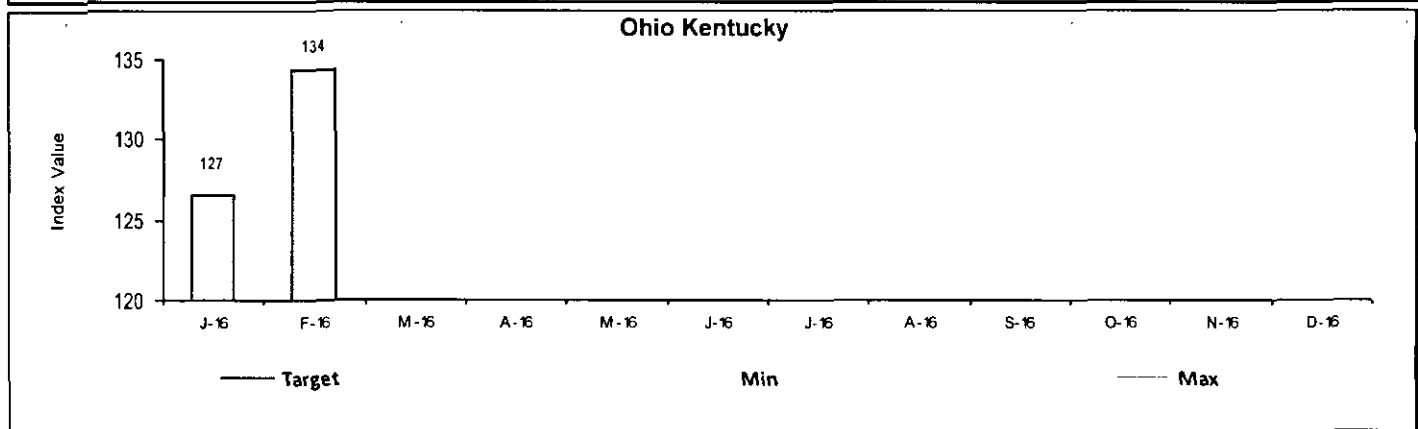 Ohio Kentucky
Index Value
135
130
125
120
127
134
J-16 F-16 M-16 A-16 M-16 J-16 J-16 A-16 S-16 O-16 N-16 D-16
Target Min Max